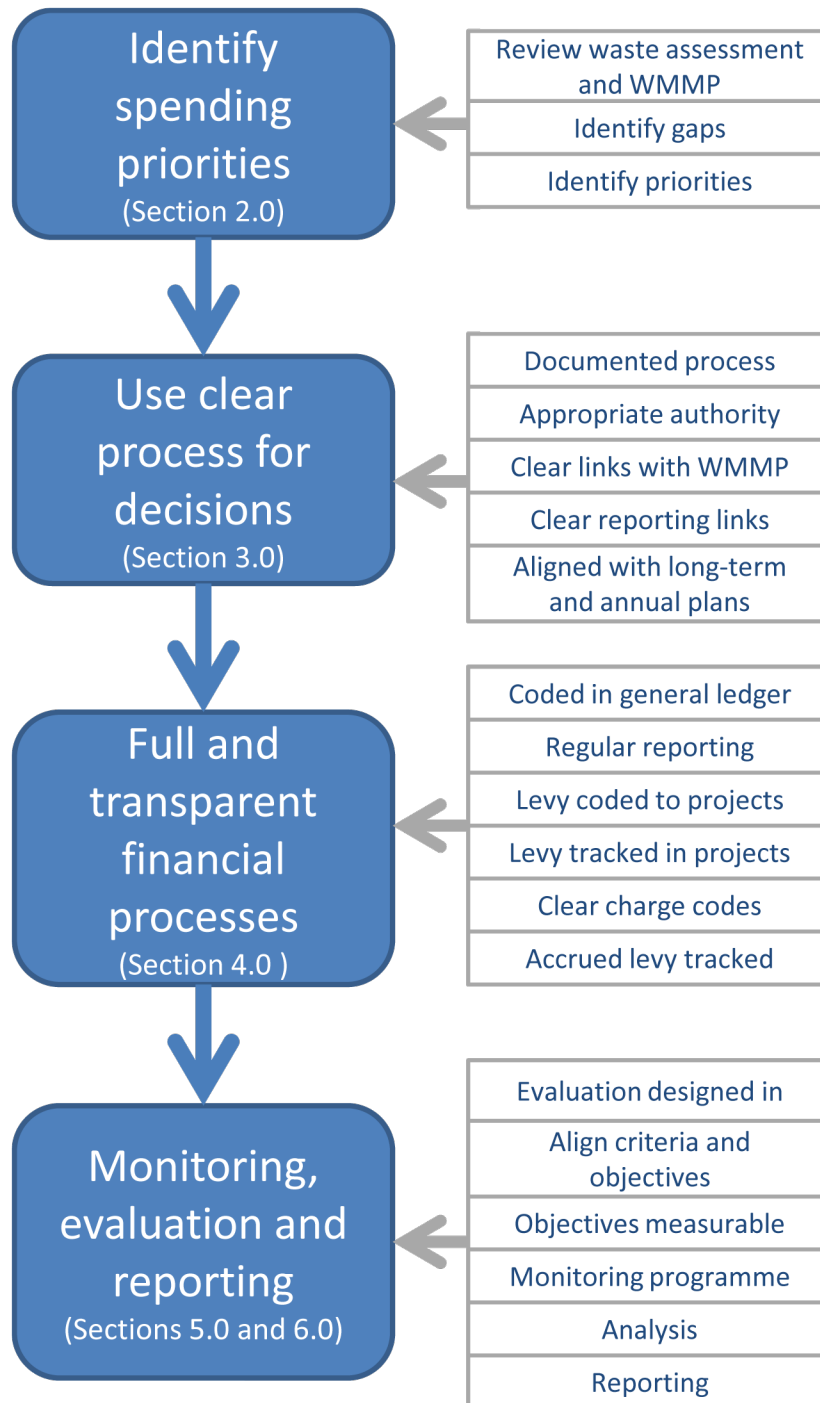 Identify
spending
priorities
(Section 2.0)
Review waste assessment
and WMMP
Identify gaps
Identify priorities
Use clear
process for
decisions
(Section 3.0)
Documented process
Appropriate authority
Clear links with WMMP
Clear reporting links
Aligned with long-term
and annual plans
Full and
transparent
financial
processes
(Section 4.0 )
Coded in general ledger
Regular reporting
Levy coded to projects
Levy tracked in projects
Clear charge codes
Accrued levy tracked
Monitoring,
evaluation and
reporting
(Sections 5.0 and 6.0)
Evaluation designed in
Align criteria and
objectives
Objectives measurable
Monitoring programme
Analysis
Reporting